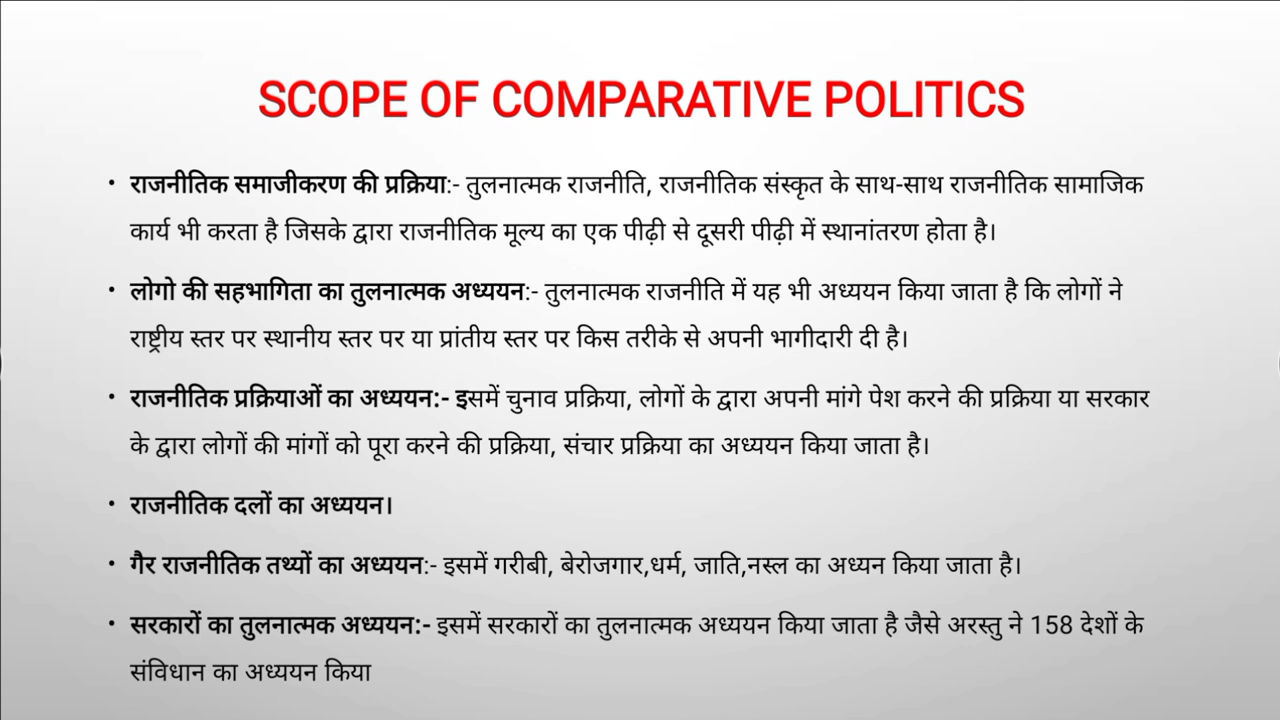 SCOPE OF COMPARATIVE POLITICS
• राजनीतिक समाजीकरण की प्रक्रिया:- तुलनात्मक राजनीति, राजनीतिक संस्कृत के साथ-साथ राजनीतिक सामाजिक
कार्य भी करता है जिसके द्वारा राजनीतिक मूल्य का एक पीढ़ी से दूसरी पीढ़ी में स्थानांतरण होता है।
• लोगो की सहभागिता का तुलनात्मक अध्ययन:- तुलनात्मक राजनीति में यह भी अध्ययन किया जाता है कि लोगों ने
राष्ट्रीय स्तर पर स्थानीय स्तर पर या प्रांतीय स्तर पर किस तरीके से अपनी भागीदारी दी है।
• राजनीतिक प्रक्रियाओं का अध्ययन:- इसमें चुनाव प्रक्रिया, लोगों के द्वारा अपनी मांगे पेश करने की प्रक्रिया या सरकार
के द्वारा लोगों की मांगों को पूरा करने की प्रक्रिया, संचार प्रक्रिया का अध्ययन किया जाता है।
• राजनीतिक दलों का अध्ययन।
• गैर राजनीतिक तथ्यों का अध्ययन:- इसमें गरीबी, बेरोजगार,धर्म, जाति,नस्ल का अध्यन किया जाता है।
• सरकारों का तुलनात्मक अध्ययन:- इसमें सरकारों का तुलनात्मक अध्ययन किया जाता है जैसे अरस्तु ने 158 देशों के
संविधान का अध्ययन किया